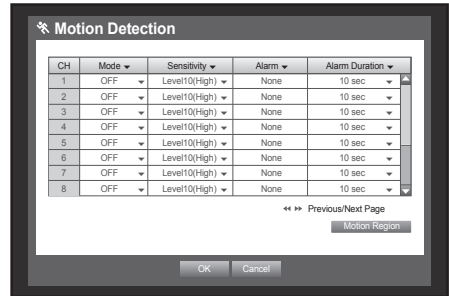 Motion Detection
CH Mode Sensitivity Alarm Alarm Duration
1 OFF Level10(High) None 10 sec
2 OFF Level10(High) None 10 sec
3 OFF Level10(High) None 10 sec
4 OFF Level10(High) None 10 sec
5 OFF Level10(High) None 10 sec
6 OFF Level10(High) None 10 sec
7 OFF Level10(High) None 10 sec
8 OFF Level10(High) None 10 sec
Previous/Next Page
Motion Region
OK Cancel